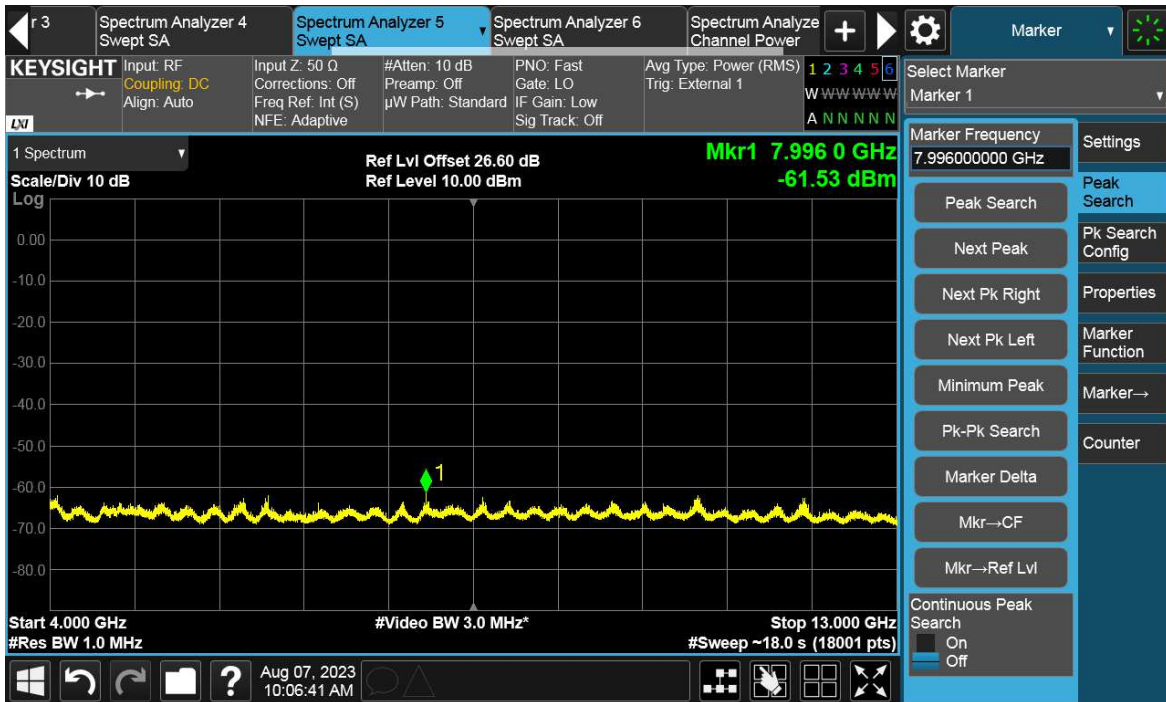 r 3
Spectrum Analyzer 4
Swept SA
Spectrum Analyzer 5
Swept SA
Spectrum Analyzer 6
Swept SA
Spectrum Analyze
Channel Power
+
Marker
KEYSIGHT
LXI
Input: RF
Coupling: DC
Align: Auto
Input Z: 50 Ω
Corrections: Off
Freq Ref: Int (S)
NFE: Adaptive
#Atten: 10 dB
Preamp: Off
µW Path: Standard
PNO: Fast
Gate: LO
IF Gain: Low
Sig Track: Off
Avg Type: Power (RMS)
Trig: External 1
1 2 3 4 5 6
W W W W W W
A N N N N N
Select Marker
Marker 1
1 Spectrum
Scale/Div 10 dB
Log
Ref Lvl Offset 26.60 dB
Ref Level 10.00 dBm
Mkr1 7.996 0 GHz
-61.53 dBm
0.00
-10.0
-20.0
-30.0
-40.0
-50.0
-60.0
-70.0
-80.0
1
Start 4.000 GHz
#Res BW 1.0 MHz
#Video BW 3.0 MHz*
Stop 13.000 GHz
#Sweep ~18.0 s (18001 pts)
Marker Frequency
7.996000000 GHz
Peak Search
Next Peak
Next Pk Right
Next Pk Left
Minimum Peak
Pk-Pk Search
Marker Delta
Mkr→CF
Mkr→Ref Lvl
Continuous Peak
Search
On
Off
Settings
Peak
Search
Pk Search
Config
Properties
Marker
Function
Marker→
Counter
?
Aug 07, 2023
10:06:41 AM